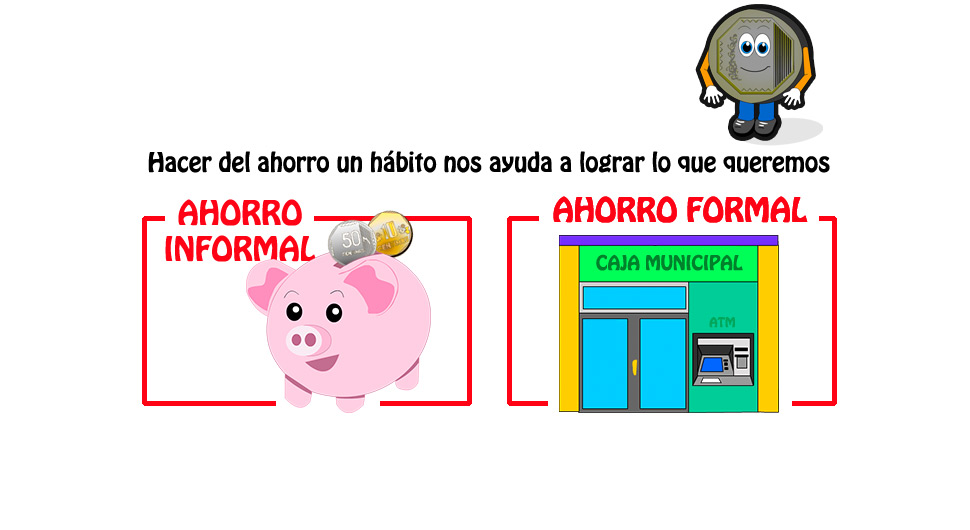 Hacer del ahorro un hábito nos ayuda a lograr lo que queremos
AHORRO
INFORMAL
50
1
AHORRO FORMAL
CAJA MUNICIPAL
ATM